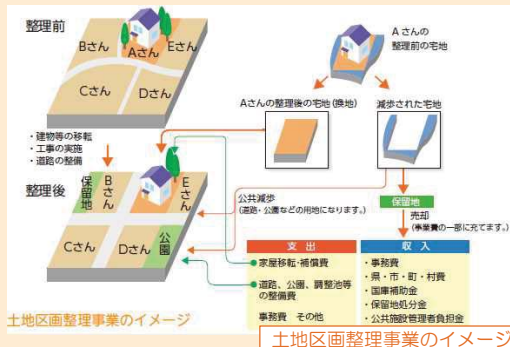 整理前
Bさん
Aさん
Eさん
Cさん
Dさん
・建物等の移転
・工事の実施
・道路の整備
整理後
保留地
Bさん
Eさん
Cさん
Dさん
公園
土地区画整理事業のイメージ
Aさんの
整理前の宅地
Aさんの整理後の宅地(換地)
減歩された宅地
公共減歩
(道路・公園などの用地になります。)
保留地
売却
(事業費の一部に充てます。)
支出
家屋移転・補償費
道路、公園、調整池等
の整備費
事務費 その他
収入
・事務費
・県・市・町・村費
・国庫補助金
・保留地処分金
・公共施設管理者負担金
土地区画整理事業のイメージ